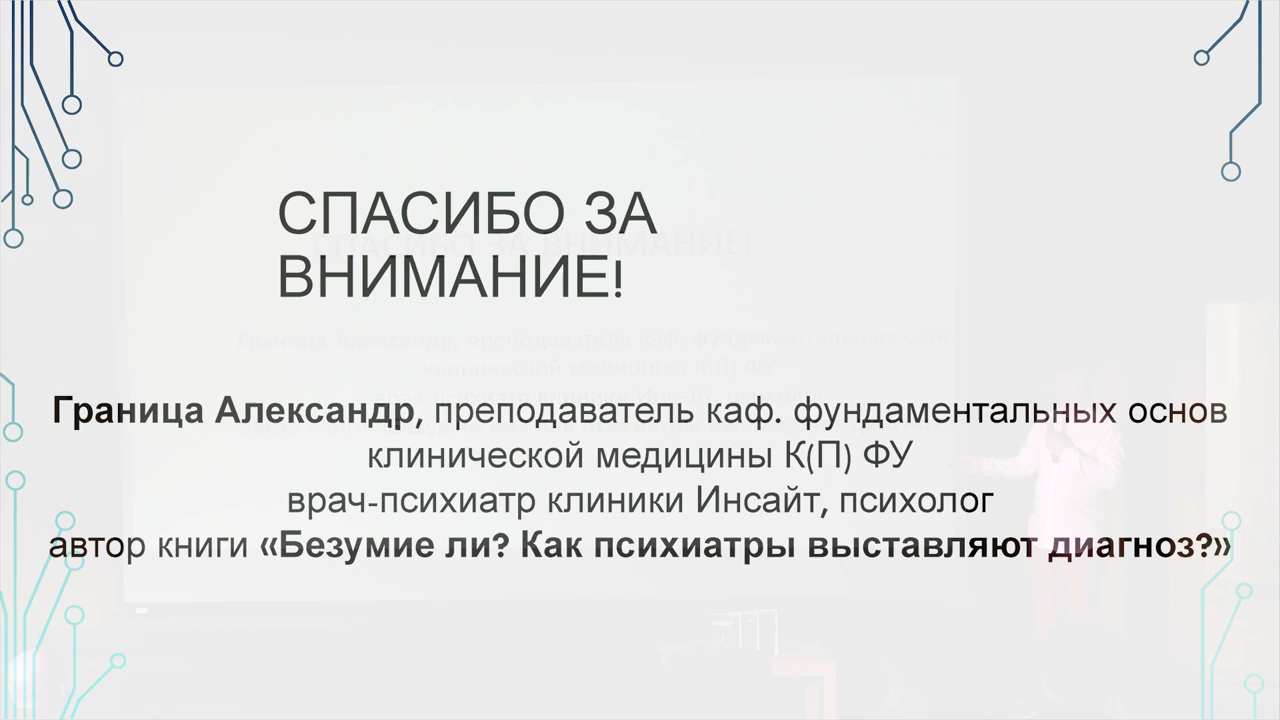 СПАСИБО ЗА
ВНИМАНИЕ!
Граница Александр, преподаватель каф. фундаментальных основ
клинической медицины К(П) ФУ
врач-психиатр клиники Инсайт, психолог
автор книги «Безумие ли? Как психиатры выставляют диагноз?»